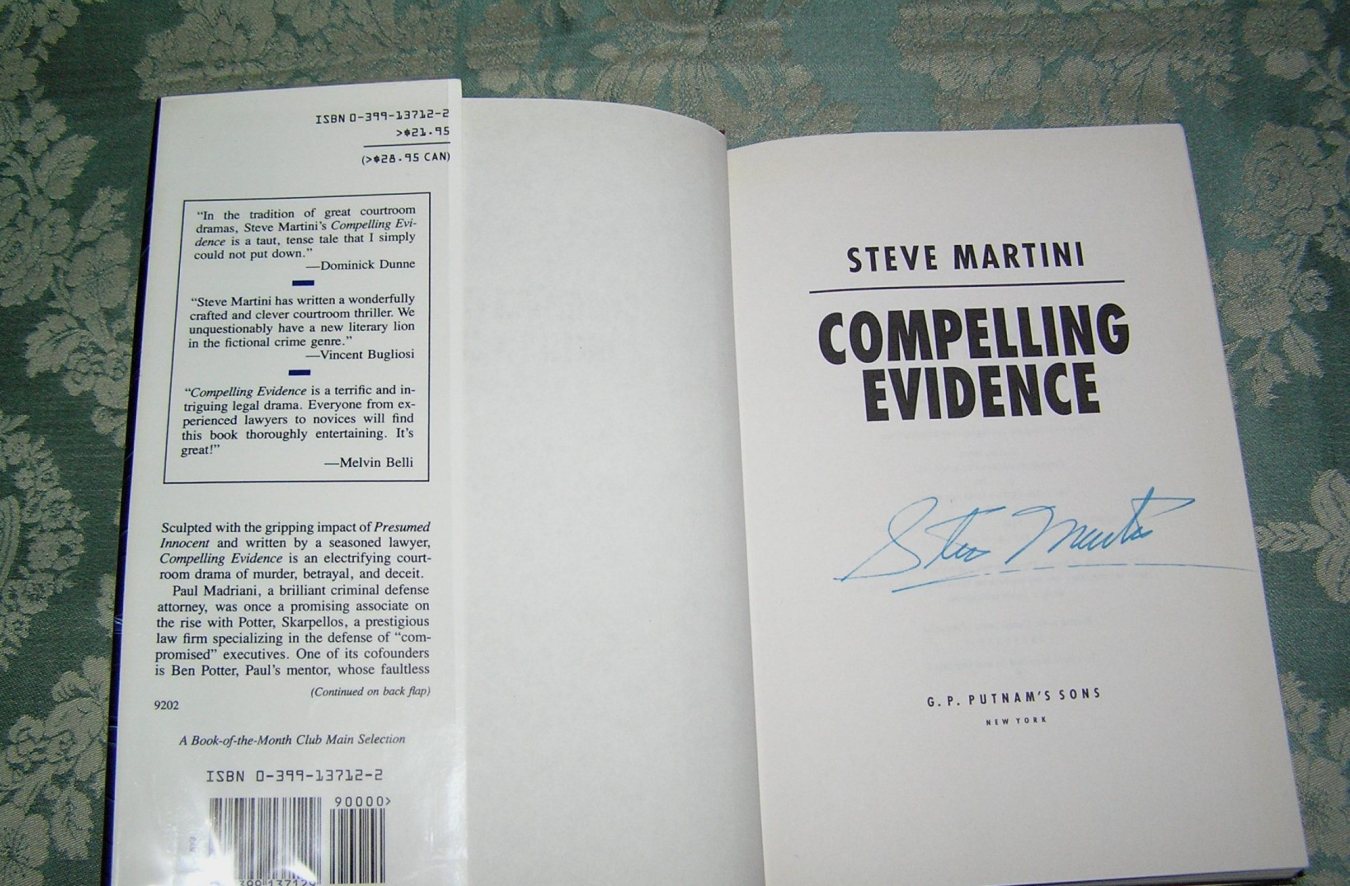 ISBN 0-399-13712-2
>$21.95
(>$28.95 CAN)
"In the tradition of great courtroom
dramas, Steve Martini's Compelling Evi-
dence is a taut, tense tale that I simply
could not put down."
—Dominick Dunne
"Steve Martini has written a wonderfully
crafted and clever courtroom thriller. We
unquestionably have a new literary lion
in the fictional crime genre."
—Vincent Bugliosi
"Compelling Evidence is a terrific and in-
triguing legal drama. Everyone from ex-
perienced lawyers to novices will find
this book thoroughly entertaining. It's
great!"
—Melvin Belli
Sculpted with the gripping impact of Presumed
Innocent and written by a seasoned lawyer,
Compelling Evidence is an electrifying court-
room drama of murder, betrayal, and deceit.
Paul Madriani, a brilliant criminal defense
attorney, was once a promising associate on
the rise with Potter, Skarpellos, a prestigious
law firm specializing in the defense of "com-
promised" executives. One of its cofounders
is Ben Potter, Paul's mentor, whose faultless
(Continued on back flap)
9202
A Book-of-the-Month Club Main Selection
ISBN 0-399-13712-2
90000>
STEVE MARTINI
COMPELLING
EVIDENCE
Steve Martini
G. P. PUTNAM'S SONS
NEW YORK